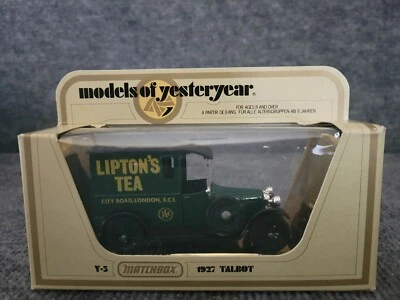 models of yesteryear
FOR AGES 8 AND OVER
A PARTIR DE 8 ANS. FÜR ALLE ALTERSGRUPPEN AB 8 JAHREN
LIPTON'S
TEA
CITY ROAD, LONDON, E.C.1.
Y-5 MATCHBOX 1927 TALBOT